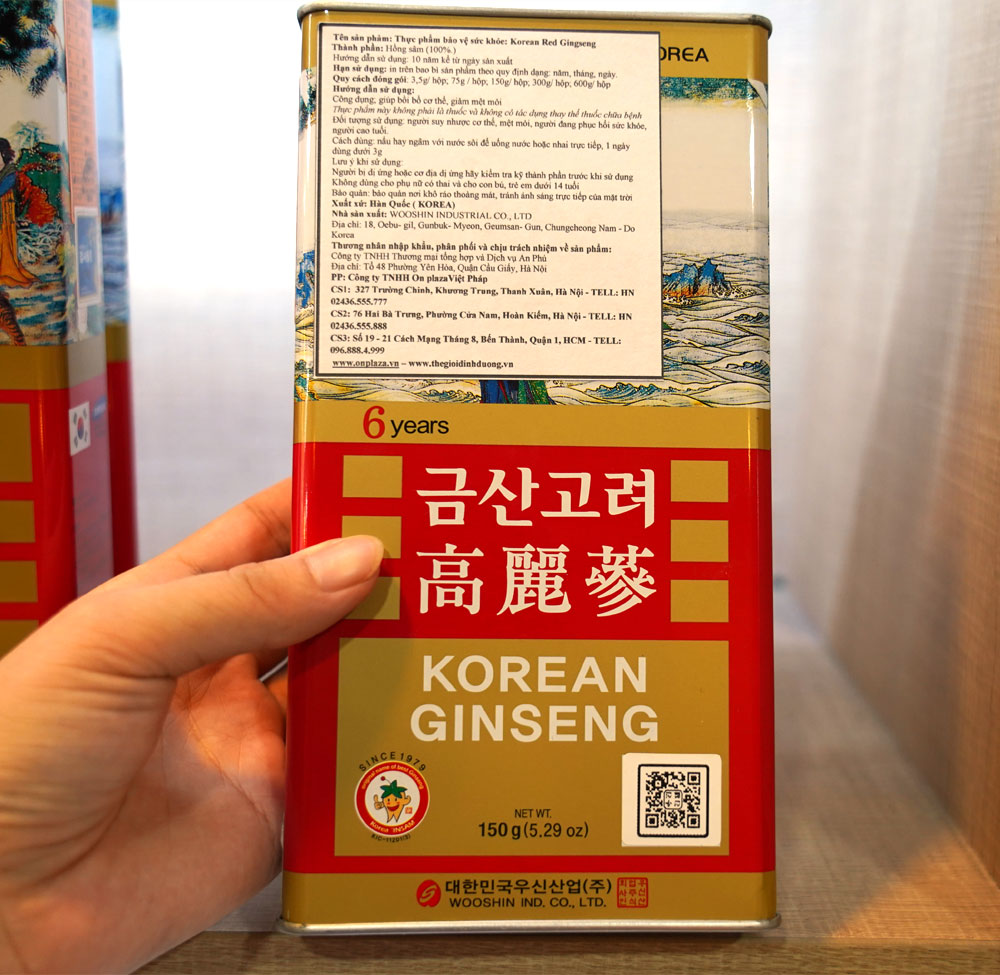 OREA
Tên sản phẩm: Thực phẩm bảo vệ sức khỏe: Korean Red Gingseng
Thành phần: Hồng sâm (100%.)
Hướng dẫn sử dụng: 10 năm kể từ ngày sản xuất
Hạn sử dụng: in trên bao bì sản phẩm theo quy định dạng: năm, tháng, ngày.
Quy cách đóng gói: 3,5g/ hộp; 75g / hộp; 150g/ hộp; 300g/ hộp; 600g/ hộp
Hướng dẫn sử dụng:
Công dụng, giúp bồi bổ cơ thể, giảm mệt mỏi
Thực phẩm này không phải là thuốc và không có tác dụng thay thế thuốc chữa bệnh
Đối tượng sử dụng: người suy nhược cơ thể, mệt mỏi, người đang phục hồi sức khỏe,
người cao tuổi.
Cách dùng: nấu hay ngâm với nước sôi để uống nước hoặc nhai trực tiếp, 1 ngày
dùng dưới 3g
Lưu ý khi sử dụng:
Người bị dị ứng hoặc cơ địa dị ứng hãy kiểm tra kỹ thành phần trước khi sử dụng
Không dùng cho phụ nữ có thai và cho con bú, trẻ em dưới 14 tuổi
Bảo quản: bảo quản nơi khô ráo thoáng mát, tránh ánh sáng trực tiếp của mặt trời
Xuất xứ: Hàn Quốc ( KOREA)
Nhà sản xuất: WOOSHIN INDUSTRIAL CO., LTD
Địa chỉ: 18, Oebu- gil, Gunbuk- Myeon, Geumsan- Gun, Chungcheong Nam - Do
Korea
Thương nhân nhập khẩu, phân phối và chịu trách nhiệm về sản phẩm:
Công ty TNHH Thương mại tổng hợp và Dịch vụ An Phú
Địa chỉ: Tổ 48 Phường Yên Hòa, Quận Cầu Giấy, Hà Nội
PP: Công ty TNHH On plazaViệt Pháp
CS1: 327 Trường Chinh, Khương Trung, Thanh Xuân, Hà Nội - TELL: HN
02436.555.777
CS2: 76 Hai Bà Trưng, Phường Cửa Nam, Hoàn Kiếm, Hà Nội - TELL: HN
02436.555.888
CS3: Số 19 - 21 Cách Mạng Tháng 8, Bến Thành, Quận 1, HCM - TELL:
096.888.4.999
www.onplaza.vn – www.thegioidinhduong.vn
6 years
금산고려
高麗蔘
KOREAN
GINSENG
SINCE 1979
original name of best Ginseng
Korea INSAM
NET WT.
150 g (5.29 oz)
대한민국우신산업(주)
WOOSHIN IND. CO., LTD.